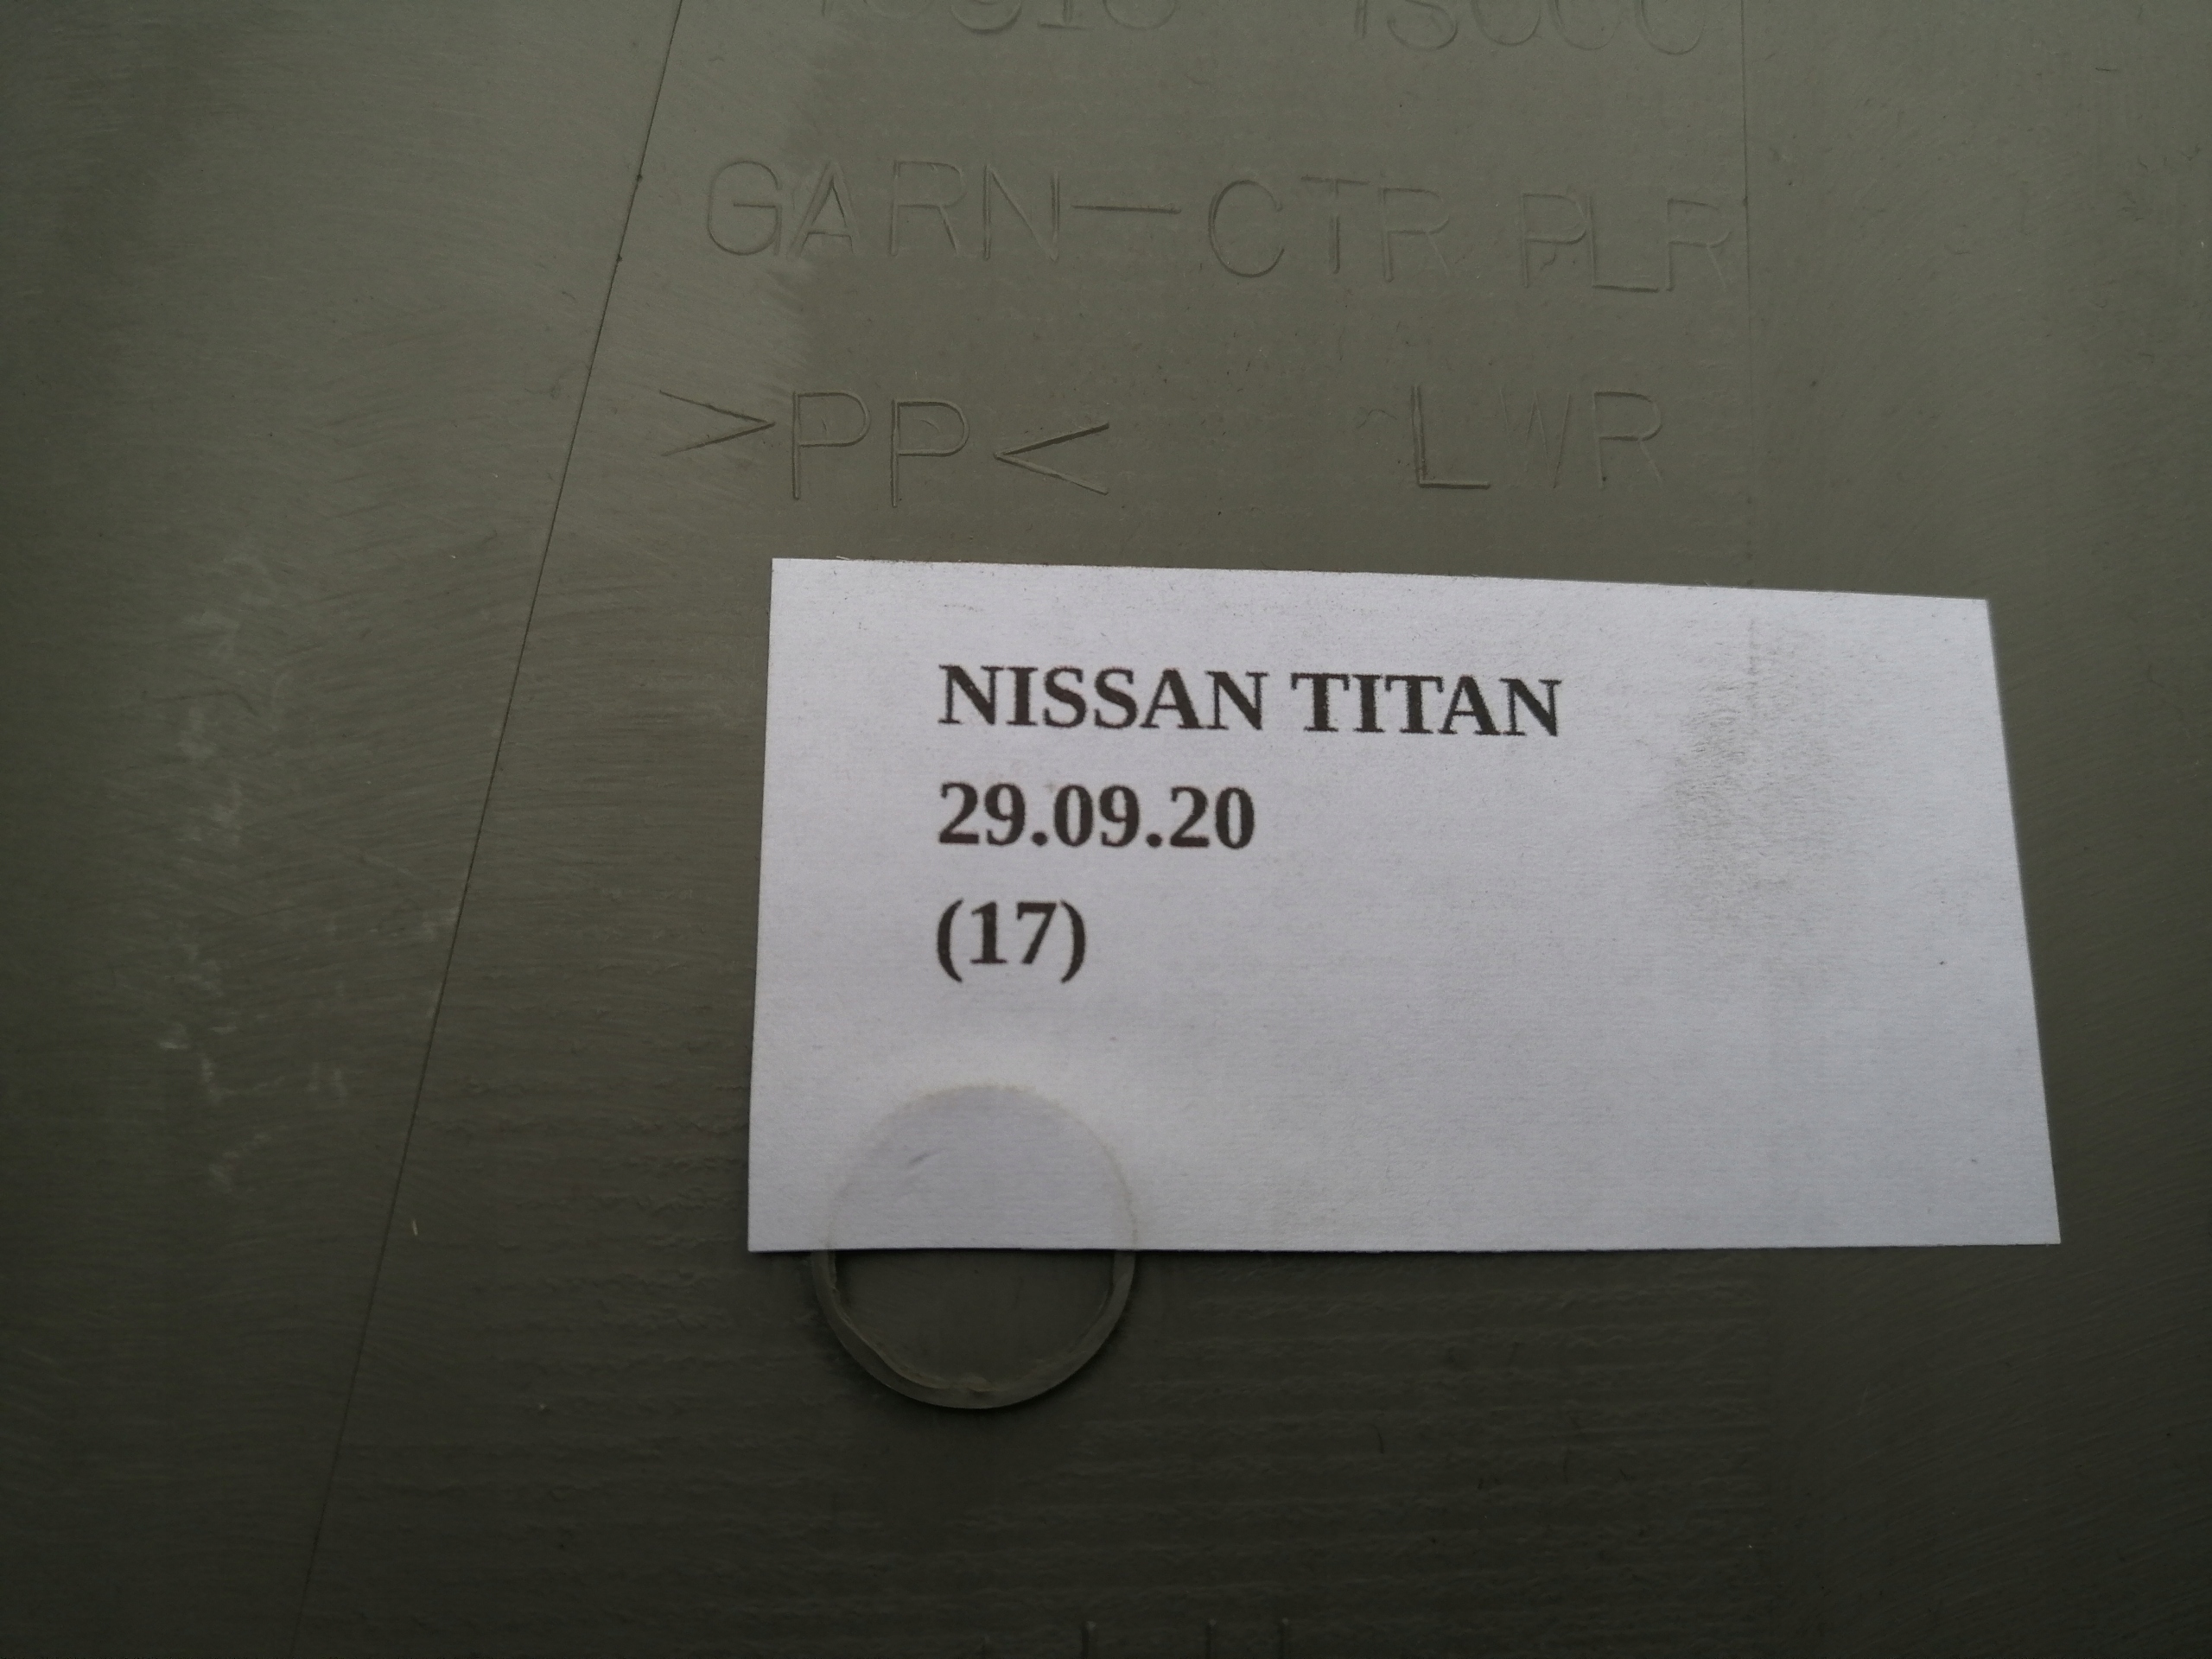 GARN-CTR PLR
>PP< LWR
NISSAN TITAN
29.09.20
(17)